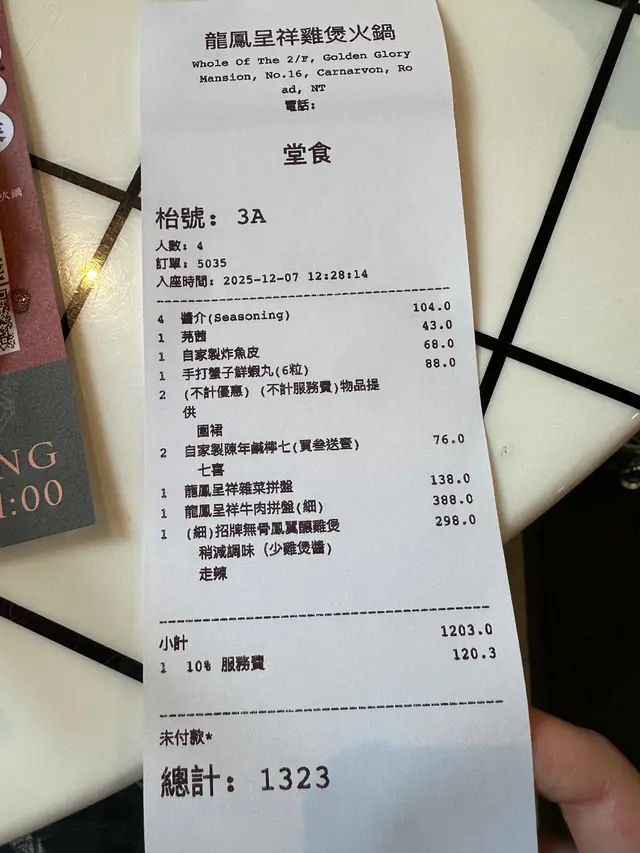 龍鳳呈祥雞煲火鍋
Whole Of The 2/F, Golden Glory
Mansion, No.16, Carnarvon, Ro
ad, NT
電話:
堂食
枱號: 3A
人數: 4
訂單: 5035
入座時間: 2025-12-07 12:28:14
4 醬介(Seasoning) 104.0
1 芫茜 43.0
1 自家製炸魚皮 68.0
1 手打蟹子鮮蝦丸(6粒) 88.0
2 (不計優惠) (不計服務費)物品提
供
圍裙
2 自家製陳年鹹檸七(買叁送壹) 76.0
七喜
1 龍鳳呈祥雜菜拼盤 138.0
1 龍鳳呈祥牛肉拼盤(細) 388.0
1 (細)招牌無骨鳳翼釀雞煲 298.0
稍減調味 (少雞煲醬)
走辣
小計 1203.0
1 10% 服務費 120.3
未付款*
總計: 1323
火鍋
NG
1:00